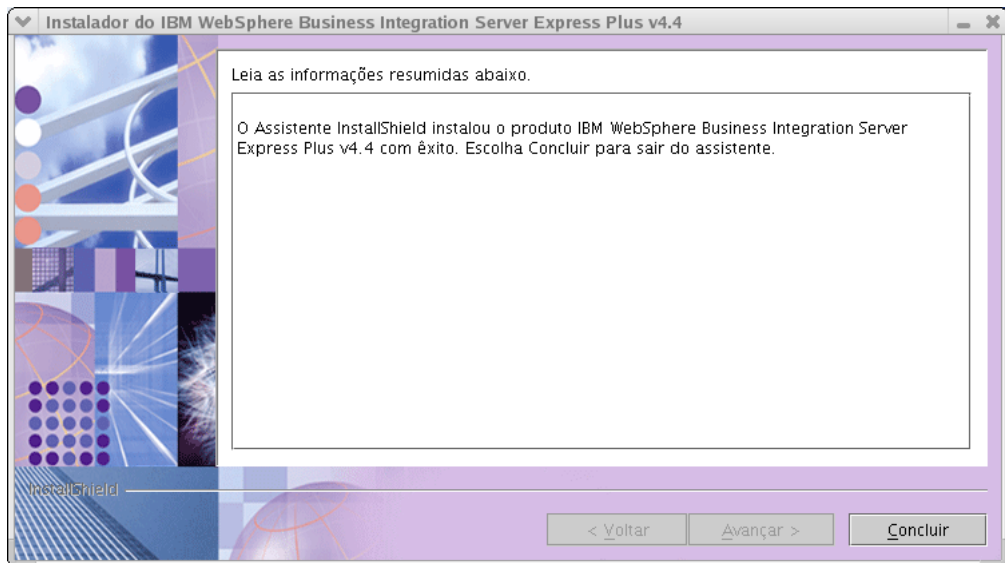 Instalador do IBM WebSphere Business Integration Server Express Plus v4.4
Leia as informações resumidas abaixo.
O Assistente InstallShield instalou o produto IBM WebSphere Business Integration Server
Express Plus v4.4 com êxito. Escolha Concluir para sair do assistente.
InstallShield
< Voltar
Avançar >
Concluir